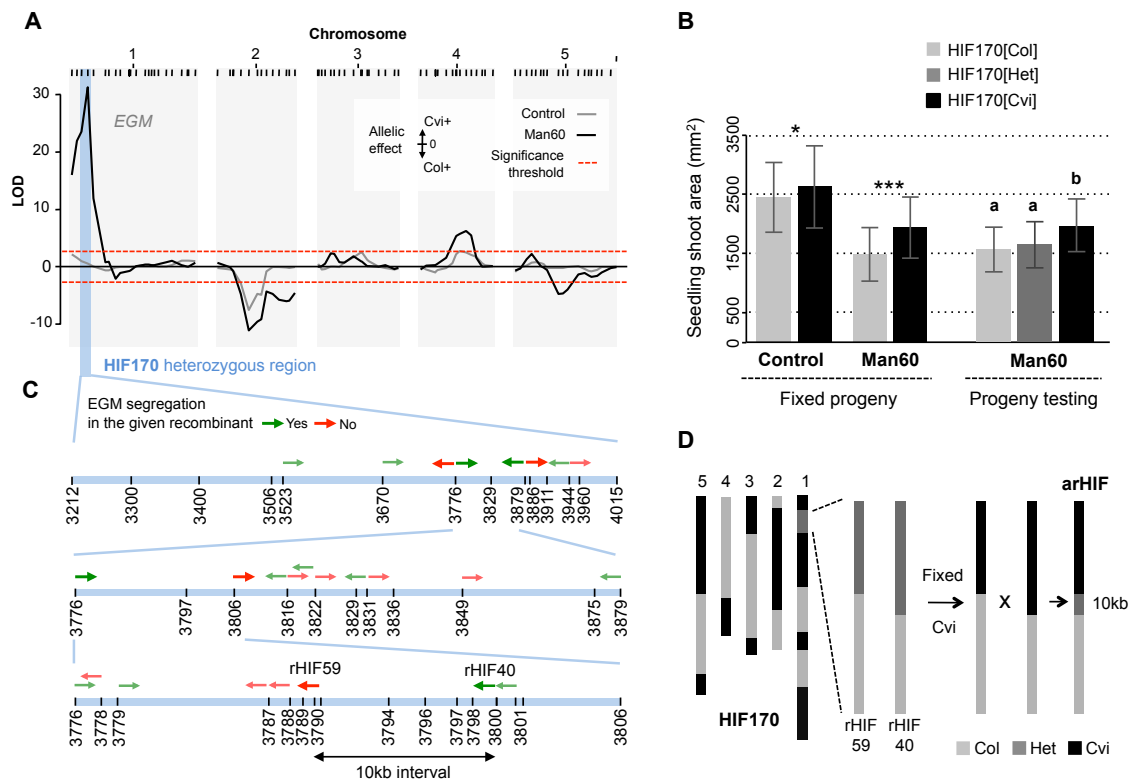 A
Chromosome
1 2 3 4 5
30
20
10
0
-10
LOD
EGM
Allelic effect
Cvi+
0
Col+
Control
Man60
Significance threshold
HIF170 heterozygous region
B
HIF170[Col]
HIF170[Het]
HIF170[Cvi]
Seedling shoot area (mm²)
3500
2500
1500
500
0
*
***
a a b
Control Man60 Man60
Fixed progeny Progeny testing
C
EGM segregation
in the given recombinant Yes No
3212 3300 3400 3506 3523 3670 3776 3829 3879 3886 3911 3944 3960 4015
3776 3797 3806 3816 3822 3829 3831 3836 3849 3875 3879
rHIF59 rHIF40
3776 3778 3779 3787 3788 3789 3790 3794 3796 3797 3798 3800 3801 3806
10kb interval
D
5 4 3 2 1
arHIF
Fixed
Cvi
X
10kb
HIF170
rHIF 59
rHIF 40
Col Het Cvi